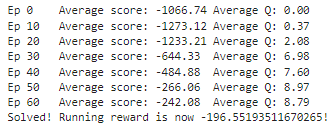 Ep 0 Average score: -1066.74 Average Q: 0.00
Ep 10 Average score: -1273.12 Average Q: 0.37
Ep 20 Average score: -1233.21 Average Q: 2.08
Ep 30 Average score: -644.33 Average Q: 6.98
Ep 40 Average score: -484.88 Average Q: 7.60
Ep 50 Average score: -266.06 Average Q: 8.97
Ep 60 Average score: -242.08 Average Q: 8.79
Solved! Running reward is now -196.55193511670265!